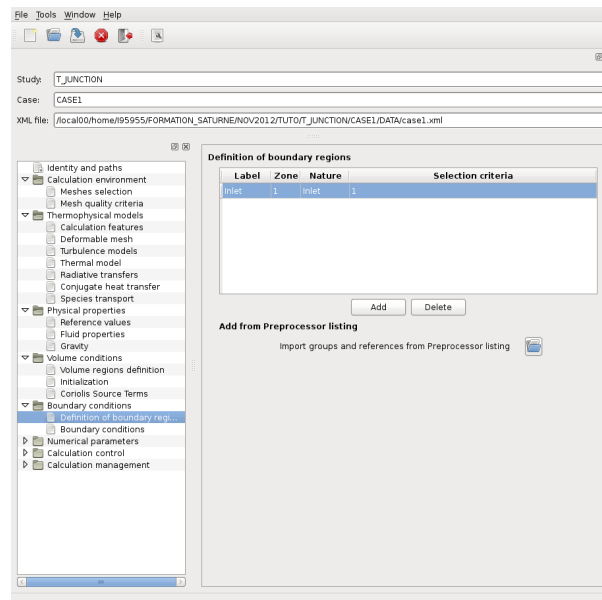 File Tools Window Help
Study: T_JUNCTION
Case: CASE1
XML file: /local00/home/I95955/FORMATION_SATURNE/NOV2012/TUTO/T_JUNCTION/CASE1/DATA/case1.xml
Identity and paths
Calculation environment
Meshes selection
Mesh quality criteria
Thermophysical models
Calculation features
Deformable mesh
Turbulence models
Thermal model
Radiative transfers
Conjugate heat transfer
Species transport
Physical properties
Reference values
Fluid properties
Gravity
Volume conditions
Volume regions definition
Initialization
Coriolis Source Terms
Boundary conditions
Definition of boundary regi...
Boundary conditions
Numerical parameters
Calculation control
Calculation management
Definition of boundary regions
Label Zone Nature Selection criteria
Inlet 1 Inlet 1
Add Delete
Add from Preprocessor listing
Import groups and references from Preprocessor listing